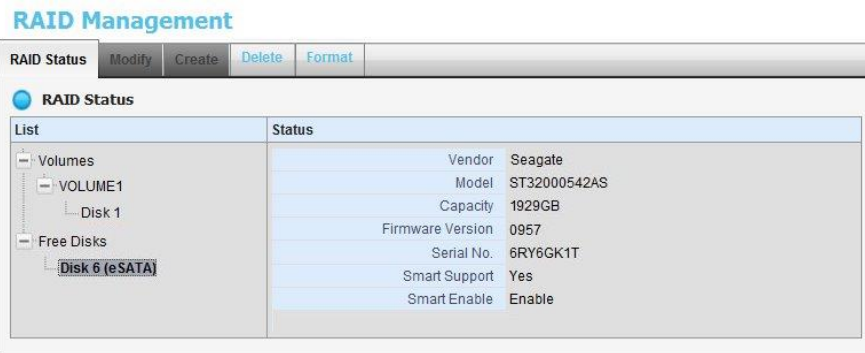 RAID Management
RAID Status Modify Create Delete Format
RAID Status
List Status
Volumes
VOLUME1
Disk 1
Free Disks
Disk 6 (eSATA)
Vendor Seagate
Model ST32000542AS
Capacity 1929GB
Firmware Version 0957
Serial No. 6RY6GK1T
Smart Support Yes
Smart Enable Enable